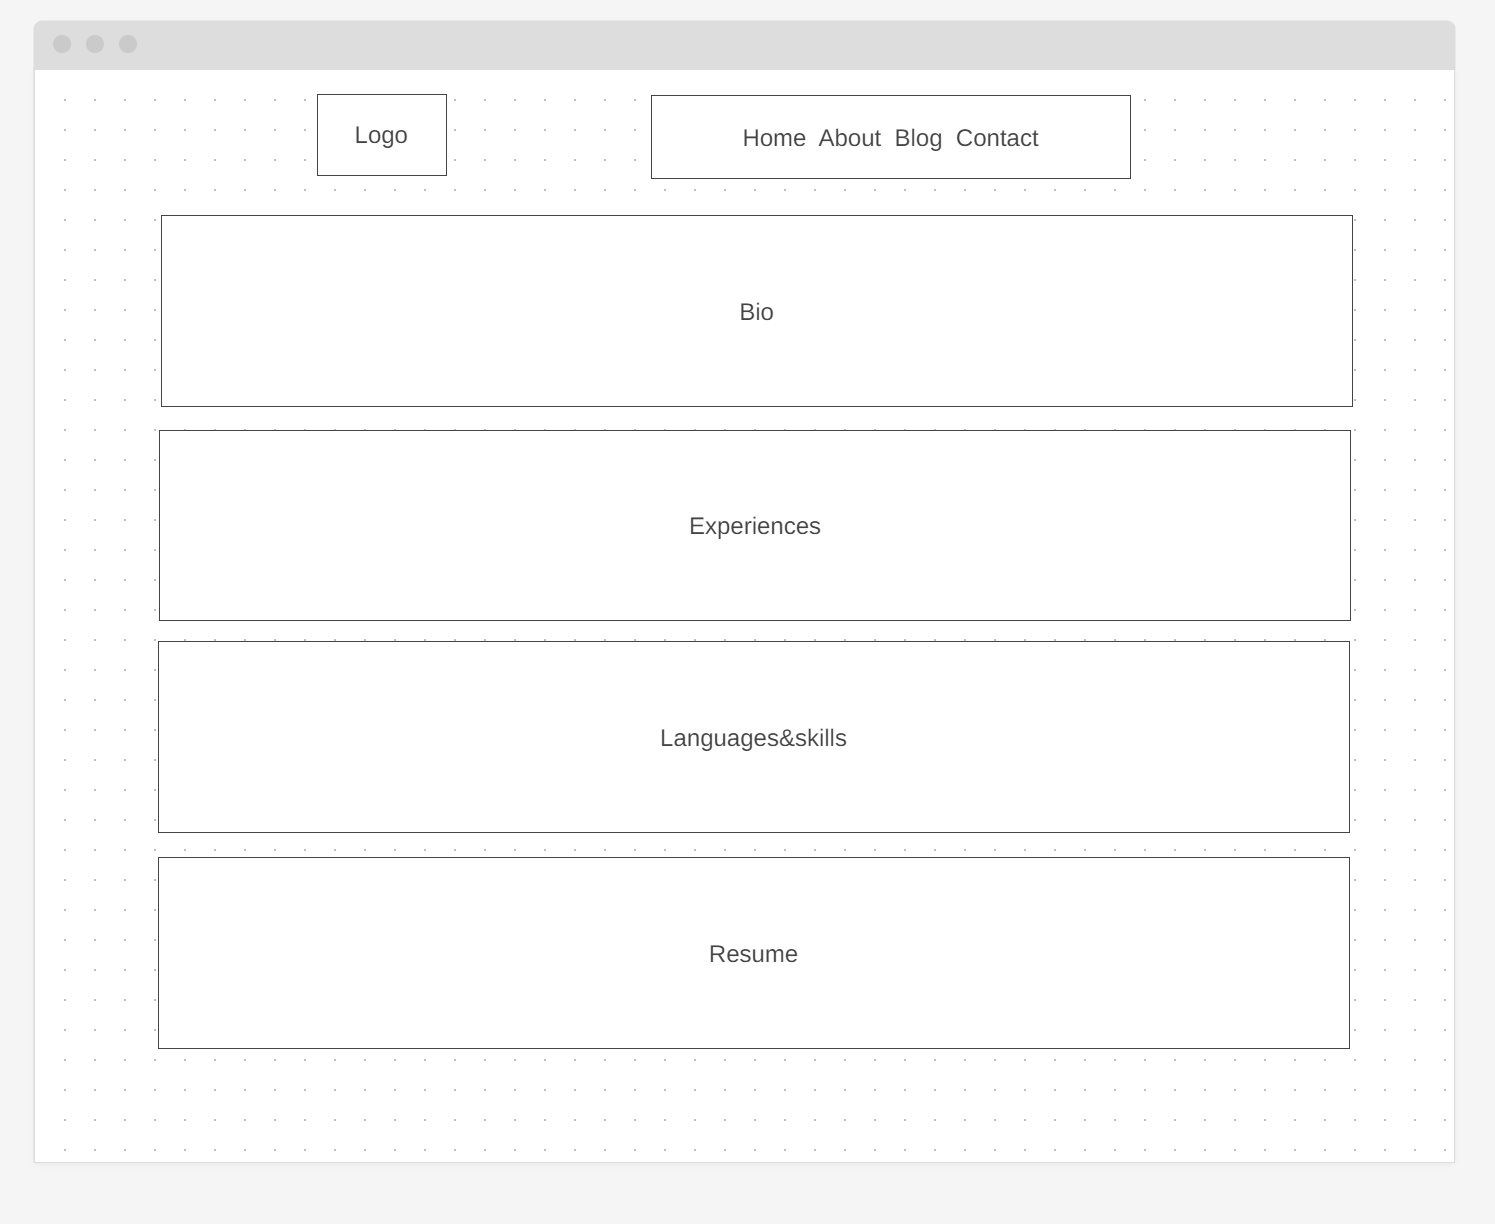 Logo
Home About Blog Contact
Bio
Experiences
Languages&skills
Resume